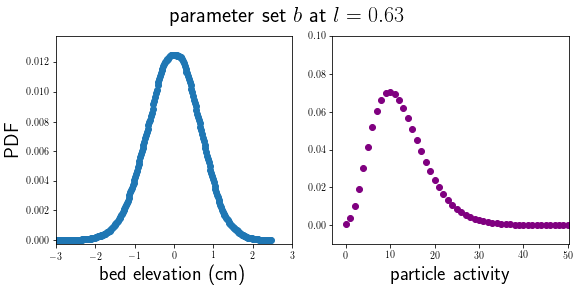 parameter set b at l = 0.63
PDF
0.012
0.010
0.008
0.006
0.004
0.002
0.000
−3 −2 −1 0 1 2 3
bed elevation (cm)
0.10
0.08
0.06
0.04
0.02
0.00
0 10 20 30 40 50
particle activity